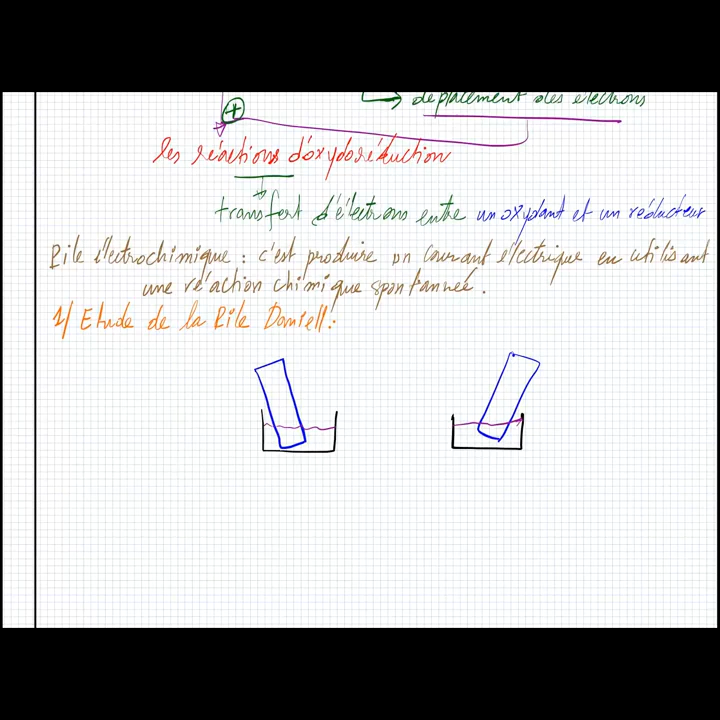 déplacement des électrons
+
les réactions d'oxydoréduction
transfert d'électrons entre un oxydant et un réducteur
Pile électrochimique : c'est produire un courant électrique en utilisant
une réaction chimique spontannée.
1/ Etude de la Pile Daniell :